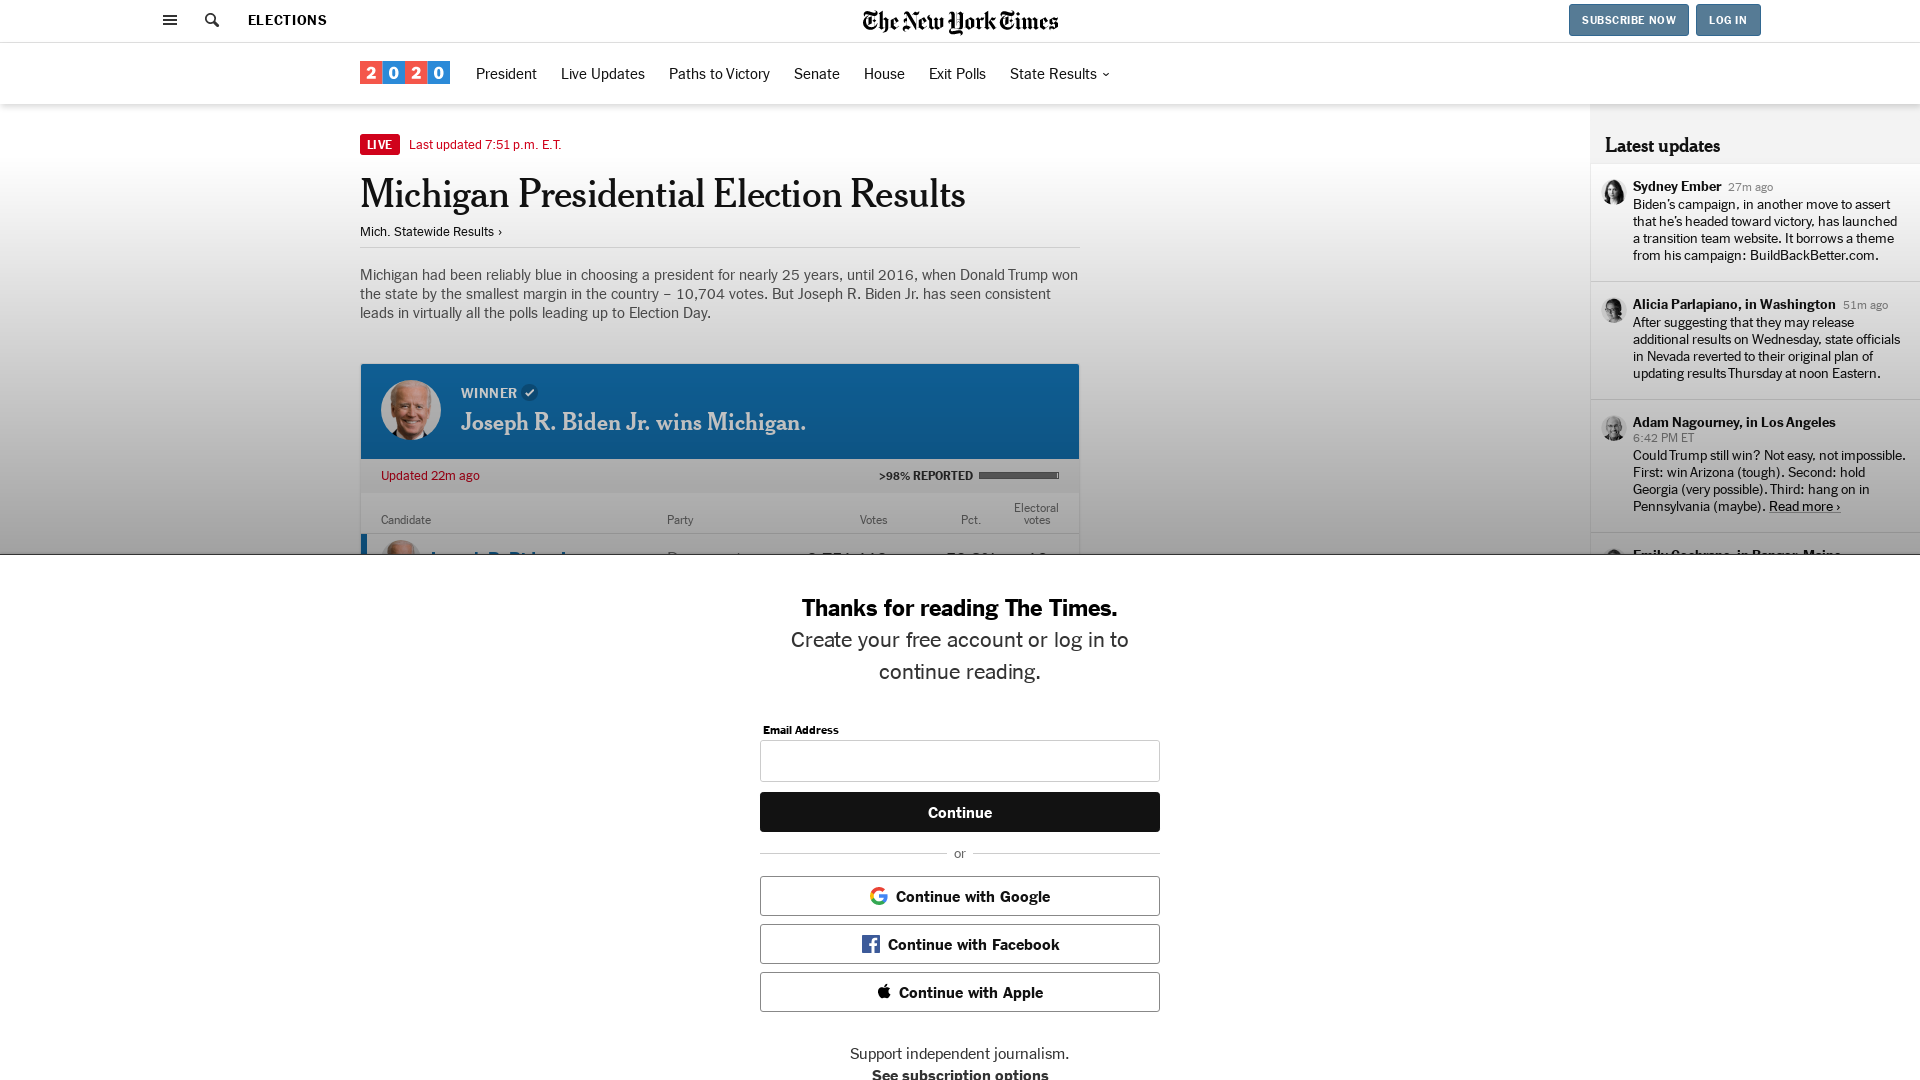 ELECTIONS
The New York Times
SUBSCRIBE NOW
LOG IN
2020
President
Live Updates
Paths to Victory
Senate
House
Exit Polls
State Results
LIVE
Last updated 7:51 p.m. E.T.
Michigan Presidential Election Results
Mich. Statewide Results ›
Michigan had been reliably blue in choosing a president for nearly 25 years, until 2016, when Donald Trump won
the state by the smallest margin in the country – 10,704 votes. But Joseph R. Biden Jr. has seen consistent
leads in virtually all the polls leading up to Election Day.
WINNER
Joseph R. Biden Jr. wins Michigan.
Updated 22m ago
>98% REPORTED
Candidate
Party
Votes
Pct.
Electoral
votes
Latest updates
Sydney Ember 27m ago
Biden’s campaign, in another move to assert
that he’s headed toward victory, has launched
a transition team website. It borrows a theme
from his campaign: BuildBackBetter.com.
Alicia Parlapiano, in Washington 51m ago
After suggesting that they may release
additional results on Wednesday, state officials
in Nevada reverted to their original plan of
updating results Thursday at noon Eastern.
Adam Nagourney, in Los Angeles
6:42 PM ET
Could Trump still win? Not easy, not impossible.
First: win Arizona (tough). Second: hold
Georgia (very possible). Third: hang on in
Pennsylvania (maybe). Read more ›
Thanks for reading The Times.
Create your free account or log in to
continue reading.
Email Address
Continue
or
Continue with Google
Continue with Facebook
Continue with Apple
Support independent journalism.
See subscription options